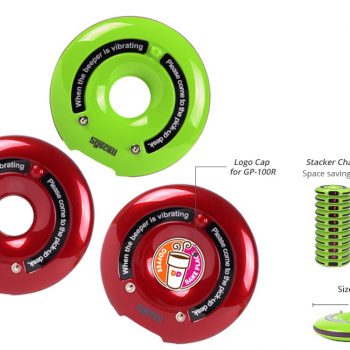 When the beeper is vibrating
Please come to the pick-up desk.
Logo Cap
for GP-100R
Stacker Cha
Space saving
vibrating
Please come to the pick-up desk.
When the beeper is vibrating
Please come to the pick-up desk.
COFFEE
Siz